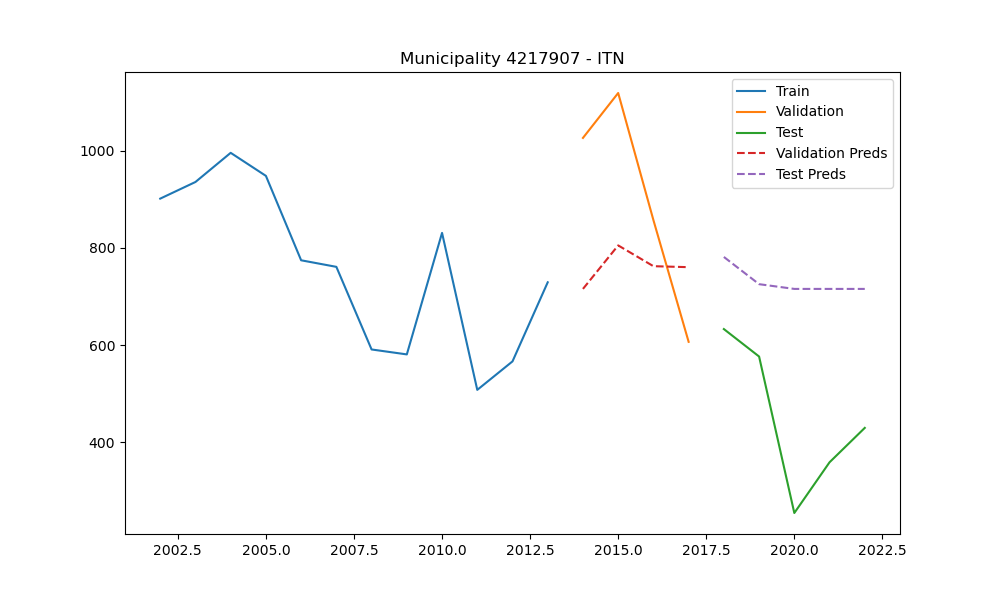 Municipality 4217907 - ITN
Train
Validation
Test
Validation Preds
Test Preds
1000
800
600
400
2002.5 2005.0 2007.5 2010.0 2012.5 2015.0 2017.5 2020.0 2022.5